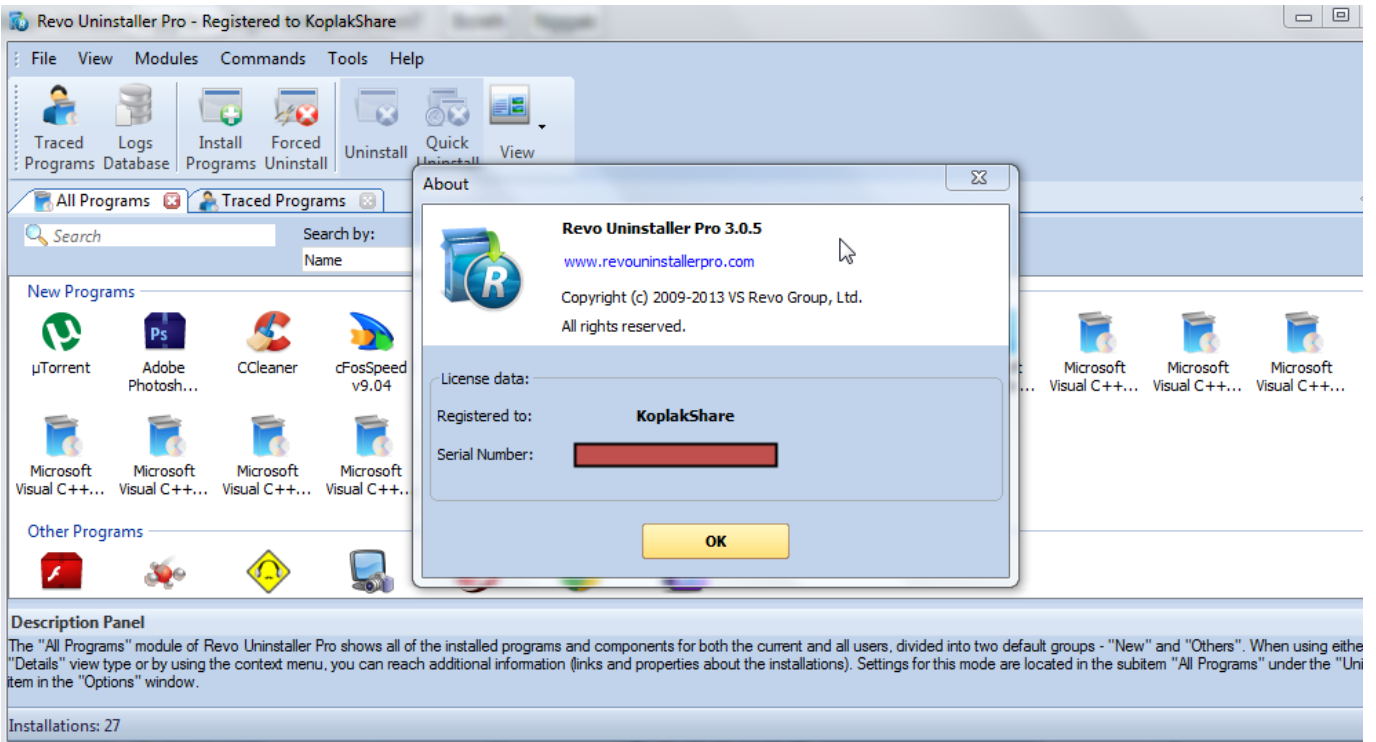 Revo Uninstaller Pro - Registered to KoplakShare
File View Modules Commands Tools Help
Traced Programs
Logs Database
Install Programs
Forced Uninstall
Uninstall
Quick Uninstall
View
All Programs
Traced Programs
Search
Search by:
Name
New Programs
µTorrent
Adobe Photosh...
CCleaner
cFosSpeed v9.04
Microsoft Visual C++...
Microsoft Visual C++...
Microsoft Visual C++...
Microsoft Visual C++...
Microsoft Visual C++...
Microsoft Visual C++...
Microsoft Visual C++...
Other Programs
About
Revo Uninstaller Pro 3.0.5
www.revouninstallerpro.com
Copyright (c) 2009-2013 VS Revo Group, Ltd.
All rights reserved.
License data:
Registered to: KoplakShare
Serial Number:
OK
Description Panel
The "All Programs" module of Revo Uninstaller Pro shows all of the installed programs and components for both the current and all users, divided into two default groups - "New" and "Others". When using eithe
"Details" view type or by using the context menu, you can reach additional information (links and properties about the installations). Settings for this mode are located in the subitem "All Programs" under the "Uni
item in the "Options" window.
Installations: 27